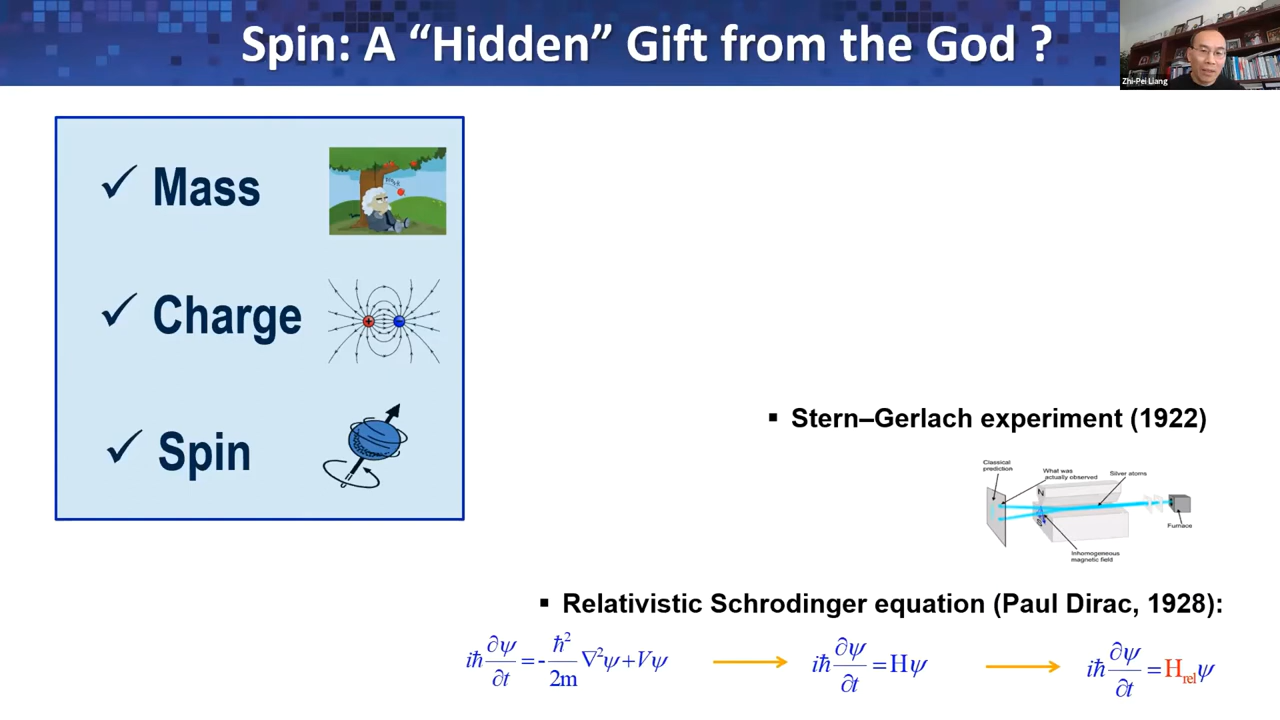 Spin: A “Hidden” Gift from the God ?
Zhi-Pei Liang
✓ Mass
✓ Charge
✓ Spin
▪ Stern–Gerlach experiment (1922)
Classical
prediction
What was
actually observed
Silver atoms
N
Furnace
Inhomogeneous
magnetic field
▪ Relativistic Schrodinger equation (Paul Dirac, 1928):
iħ ∂ψ/∂t = - ħ²/2m ∇²ψ + Vψ
iħ ∂ψ/∂t = Hψ
iħ ∂ψ/∂t = H_rel ψ